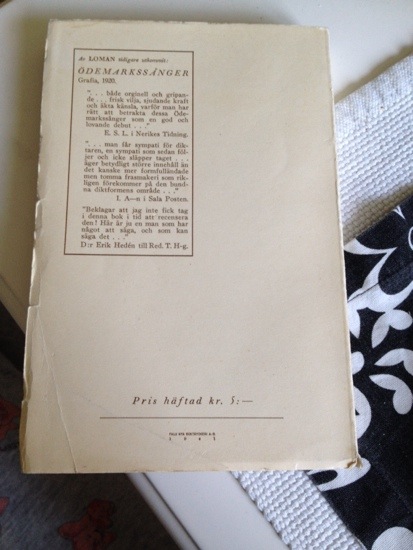 Av LOMAN tidigare utkommit:
ÖDEMARKSSÅNGER
Grafia, 1920.
". . . både orginell och gripan-
de . . . frisk vilja, sjudande kraft
och äkta känsla, varför man har
rätt att betrakta dessa Öde-
markssånger som en god och
lovande debut . . ."
E. S. L. i Nerikes Tidning.
". . . man får sympati för dik-
taren, en sympati som sedan föl-
jer och icke släpper taget . . .
äger betydligt större innehåll än
det kanske mer formfulländade
men tomma frasmakeri som rik-
ligen förekommer på den bund-
na diktformens område . . ."
I. A—n i Sala Posten.
"Beklagar att jag inte fick tag
i denna bok i tid att recensera
den! Här är ju en man som har
något att säga, och som kan
säga det . . ."
D:r Erik Hedén till Red. T. H-g.
Pris häftad kr. 5:—